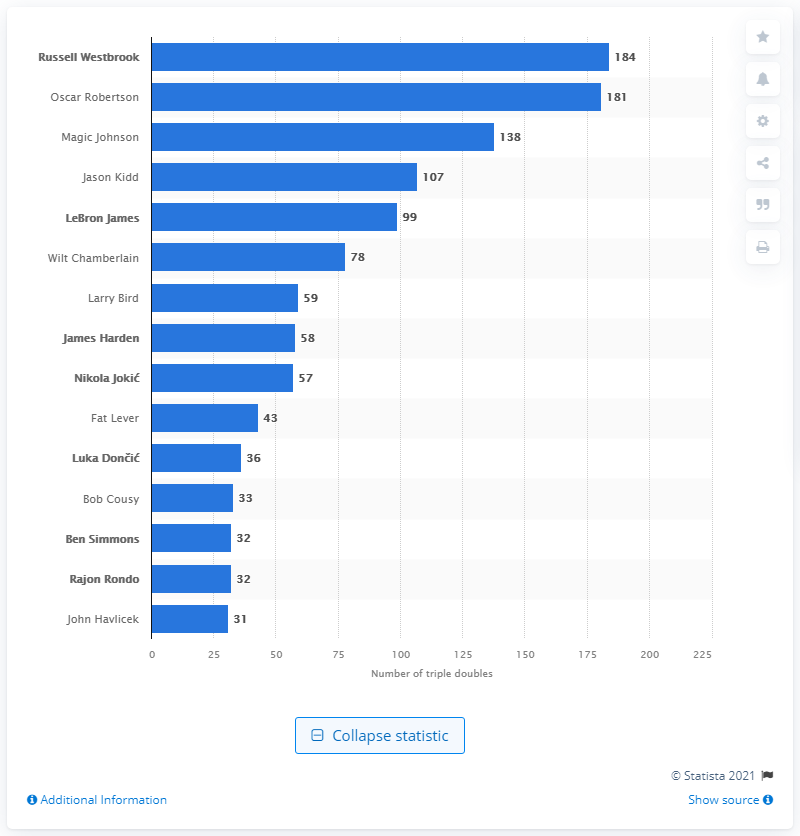 Russell Westbrook 184
Oscar Robertson 181
Magic Johnson 138
Jason Kidd 107
LeBron James 99
Wilt Chamberlain 78
Larry Bird 59
James Harden 58
Nikola Jokić 57
Fat Lever 43
Luka Dončić 36
Bob Cousy 33
Ben Simmons 32
Rajon Rondo 32
John Havlicek 31
0 25 50 75 100 125 150 175 200 225
Number of triple doubles
Collapse statistic
© Statista 2021
Additional Information
Show source